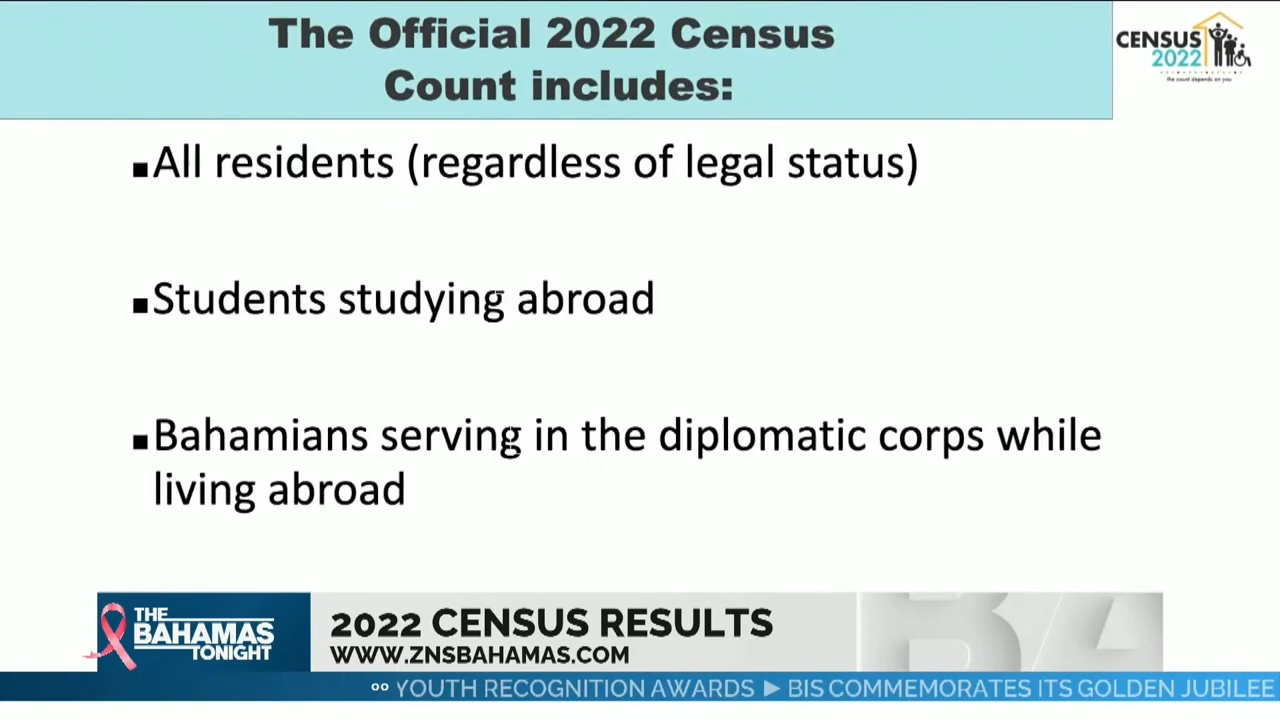 The Official 2022 Census
Count includes:
CENSUS
2022
the count depends on you
▪All residents (regardless of legal status)
▪Students studying abroad
▪Bahamians serving in the diplomatic corps while
living abroad
THE
BAHAMAS
TONIGHT
2022 CENSUS RESULTS
WWW.ZNSBAHAMAS.COM
YOUTH RECOGNITION AWARDS ▶ BIS COMMEMORATES ITS GOLDEN JUBILEE